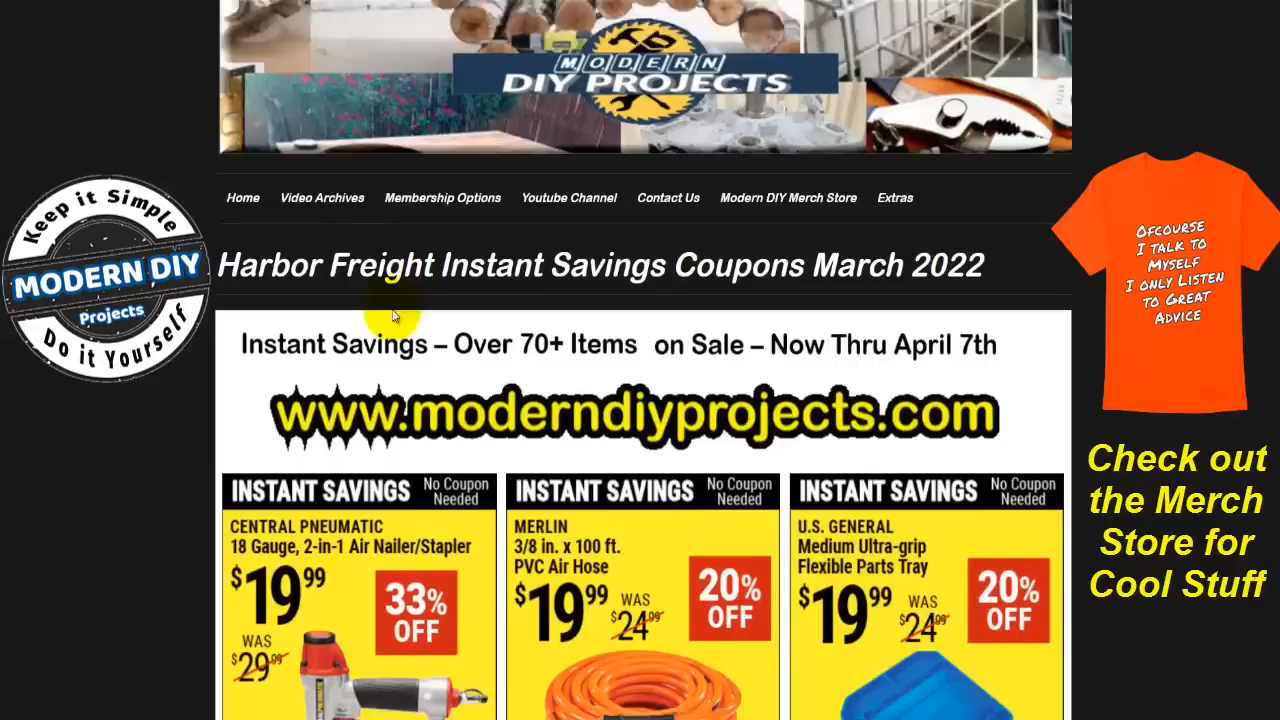 MODERN
DIY PROJECTS
Home Video Archives Membership Options Youtube Channel Contact Us Modern DIY Merch Store Extras
Keep it Simple
MODERN DIY
Projects
Do it Yourself
Harbor Freight Instant Savings Coupons March 2022
Instant Savings – Over 70+ Items on Sale – Now Thru April 7th
www.moderndiyprojects.com
INSTANT SAVINGS No Coupon Needed
CENTRAL PNEUMATIC
18 Gauge, 2-in-1 Air Nailer/Stapler
$19.99
33% OFF
WAS
$29.99
INSTANT SAVINGS No Coupon Needed
MERLIN
3/8 in. x 100 ft.
PVC Air Hose
$19.99
WAS
$24.99
20% OFF
INSTANT SAVINGS No Coupon Needed
U.S. GENERAL
Medium Ultra-grip
Flexible Parts Tray
$19.99
WAS
$24.99
20% OFF
OFCOURSE
I TALK TO
MYSELF
I ONLY LISTEN
TO GREAT
ADVICE
Check out
the Merch
Store for
Cool Stuff